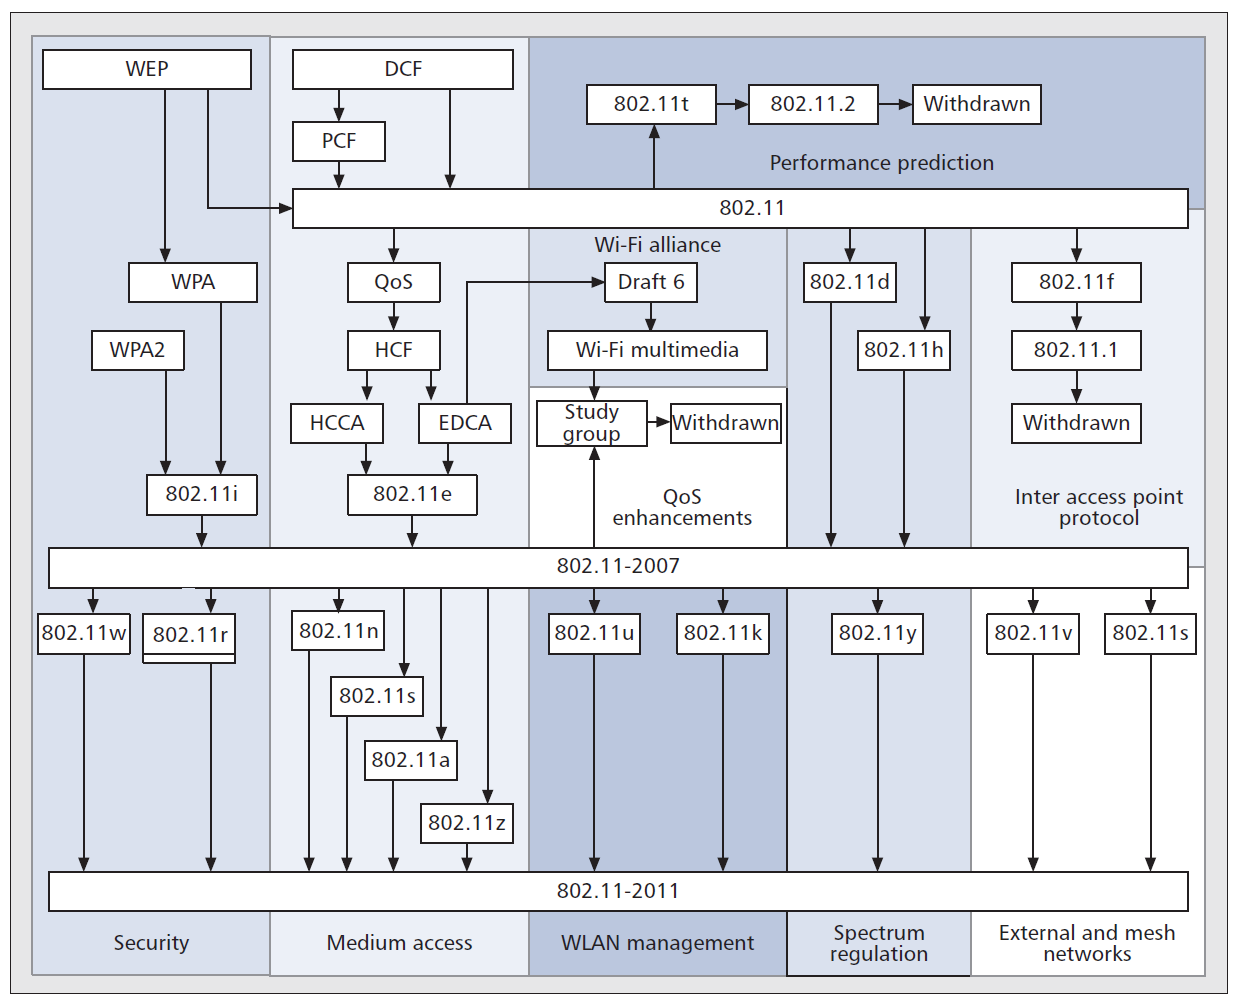 WEP
DCF
802.11t
802.11.2
Withdrawn
PCF
Performance prediction
802.11
Wi-Fi alliance
WPA
QoS
Draft 6
802.11d
802.11f
WPA2
HCF
Wi-Fi multimedia
802.11h
802.11.1
HCCA
EDCA
Study
group
Withdrawn
Withdrawn
802.11i
802.11e
QoS
enhancements
Inter access point
protocol
802.11-2007
802.11w
802.11r
802.11n
802.11u
802.11k
802.11y
802.11v
802.11s
802.11s
802.11a
802.11z
802.11-2011
Security
Medium access
WLAN management
Spectrum
regulation
External and mesh
networks